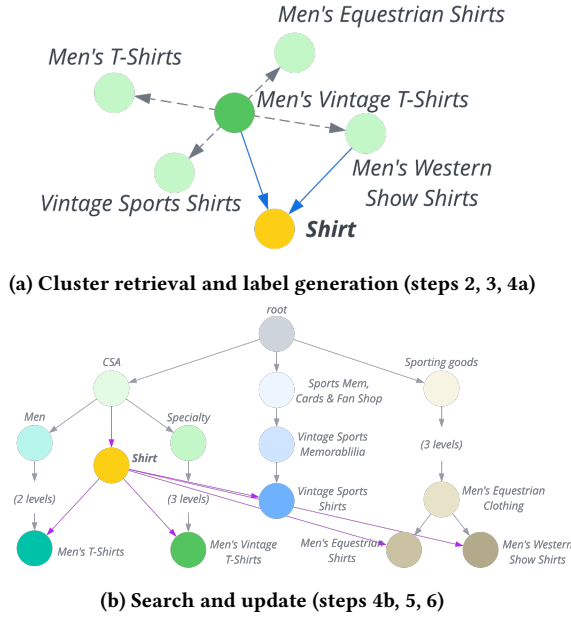 Men's Equestrian Shirts
Men's T-Shirts
Men's Vintage T-Shirts
Men's Western
Show Shirts
Vintage Sports Shirts
Shirt
(a) Cluster retrieval and label generation (steps 2, 3, 4a)
root
CSA
Sporting goods
Sports Mem,
Cards & Fan Shop
Men
Specialty
Shirt
Vintage Sports
Memorablilia
(3 levels)
(2 levels)
(3 levels)
Vintage Sports
Shirts
Men's Equestrian
Clothing
Men's T-Shirts
Men's Vintage
T-Shirts
Men's Equestrian
Shirts
Men's Western
Show Shirts
(b) Search and update (steps 4b, 5, 6)